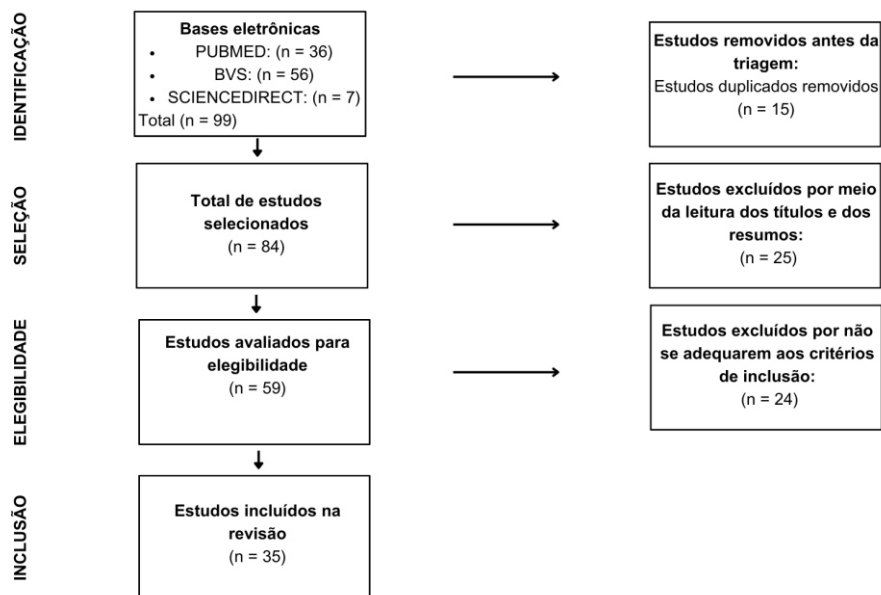 IDENTIFICAÇÃO
Bases eletrônicas
• PUBMED: (n = 36)
• BVS: (n = 56)
• SCIENCEDIRECT: (n = 7)
Total (n = 99)
Estudos removidos antes da
triagem:
Estudos duplicados removidos
(n = 15)
SELEÇÃO
Total de estudos
selecionados
(n = 84)
Estudos excluídos por meio
da leitura dos títulos e dos
resumos:
(n = 25)
ELEGIBILIDADE
Estudos avaliados para
elegibilidade
(n = 59)
Estudos excluídos por não
se adequarem aos critérios
de inclusão:
(n = 24)
INCLUSÃO
Estudos incluídos na
revisão
(n = 35)